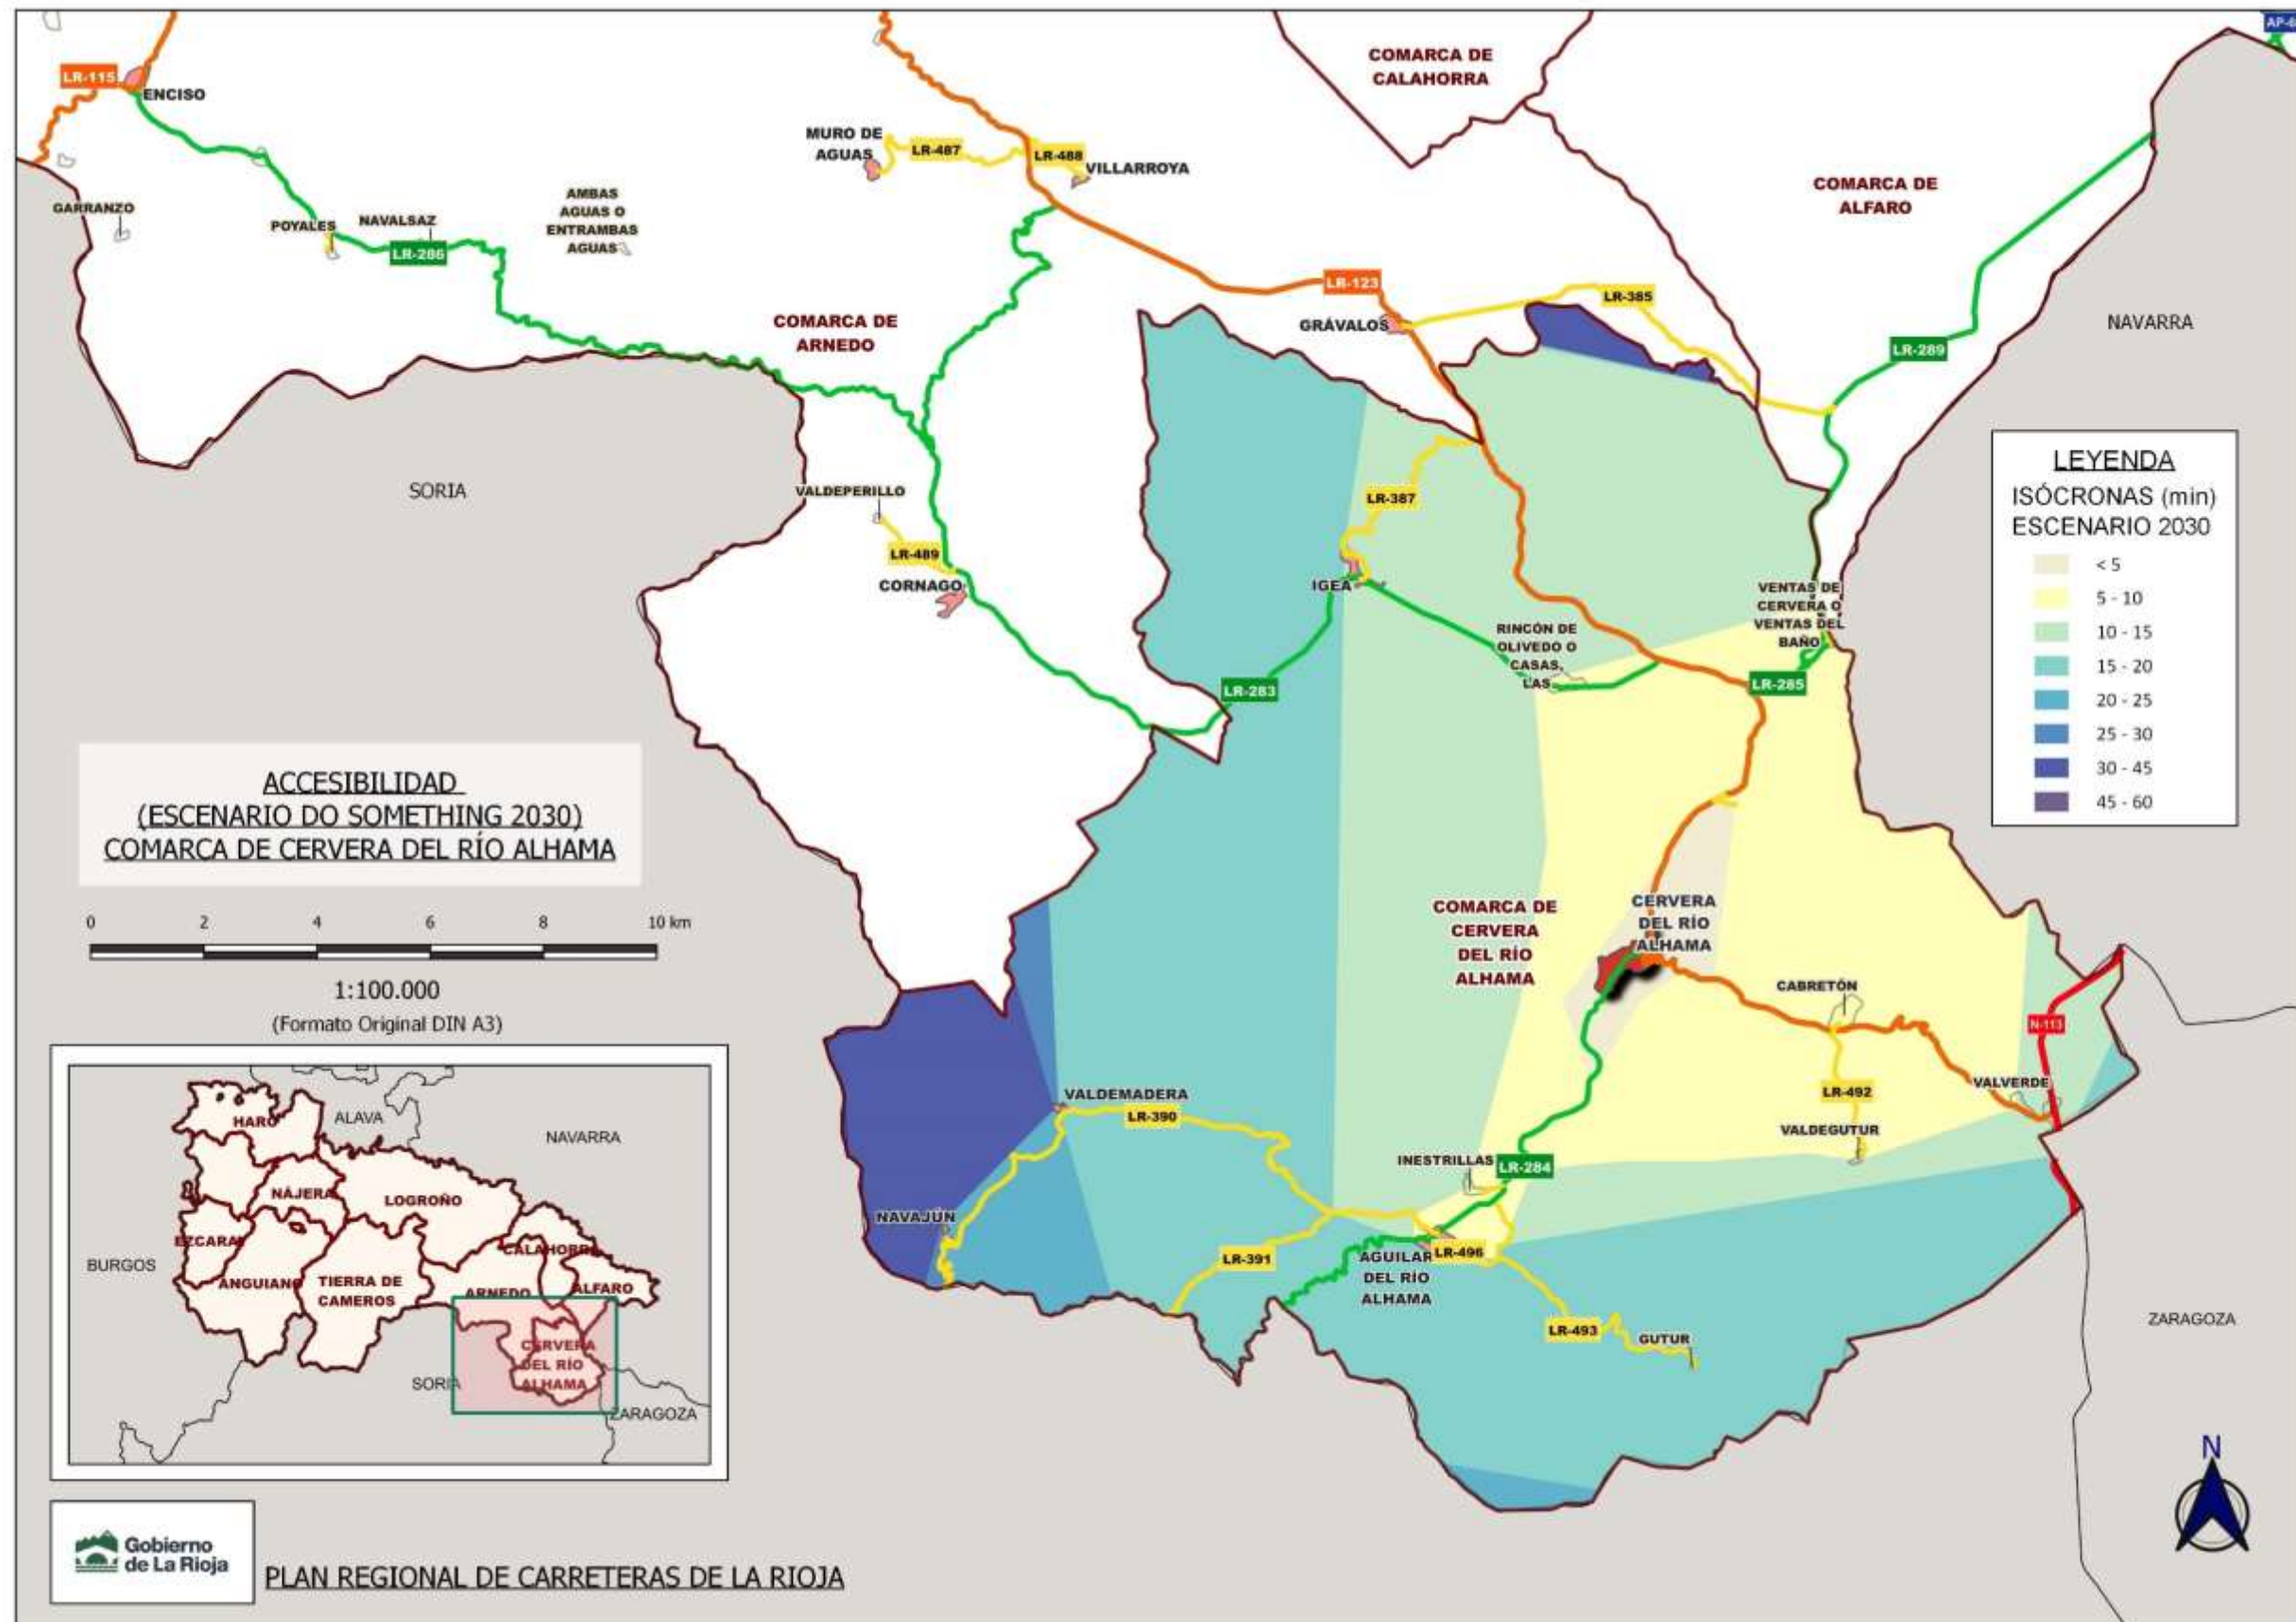 AP-6
COMARCA DE
CALAHORRA
LR-115
ENCISO
MURO DE
AGUAS
LR-487
LR-488
VILLARROYA
COMARCA DE
ALFARO
GARRANZO
POYALES
NAVALSAZ
LR-286
AMBAS
AGUAS O
ENTRAMBAS
AGUAS
LR-123
LR-385
COMARCA DE
ARNEDO
GRÁVALOS
LR-289
NAVARRA
SORIA
VALDEPERILLO
LR-387
LR-489
CORNAGO
IGEA
VENTAS DE
CERVERA O
VENTAS DEL
BAÑO
RINCÓN DE
OLIVEDO O
CASAS,
LAS
LR-283
LR-285
LEYENDA
ISÓCRONAS (min)
ESCENARIO 2030
< 5
5 - 10
10 - 15
15 - 20
20 - 25
25 - 30
30 - 45
45 - 60
ACCESIBILIDAD
(ESCENARIO DO SOMETHING 2030)
COMARCA DE CERVERA DEL RÍO ALHAMA
0 2 4 6 8 10 km
1:100.000
(Formato Original DIN A3)
COMARCA DE
CERVERA
DEL RÍO
ALHAMA
CERVERA
DEL RÍO
ALHAMA
CABRETÓN
N-113
VALVERDE
LR-492
VALDEGUTUR
VALDEMADERA
LR-390
INESTRILLAS
LR-284
NAVAJÚN
LR-391
AGUILAR
DEL RÍO
ALHAMA
LR-496
LR-493
GUTUR
ZARAGOZA
HARO
ALAVA
NAVARRA
NÁJERA
LOGROÑO
EZCARAY
CALAHORRA
BURGOS
ANGUIANO
TIERRA DE
CAMEROS
ARNEDO
ALFARO
CERVERA
DEL RÍO
ALHAMA
SORIA
ZARAGOZA
N
Gobierno
de La Rioja
PLAN REGIONAL DE CARRETERAS DE LA RIOJA